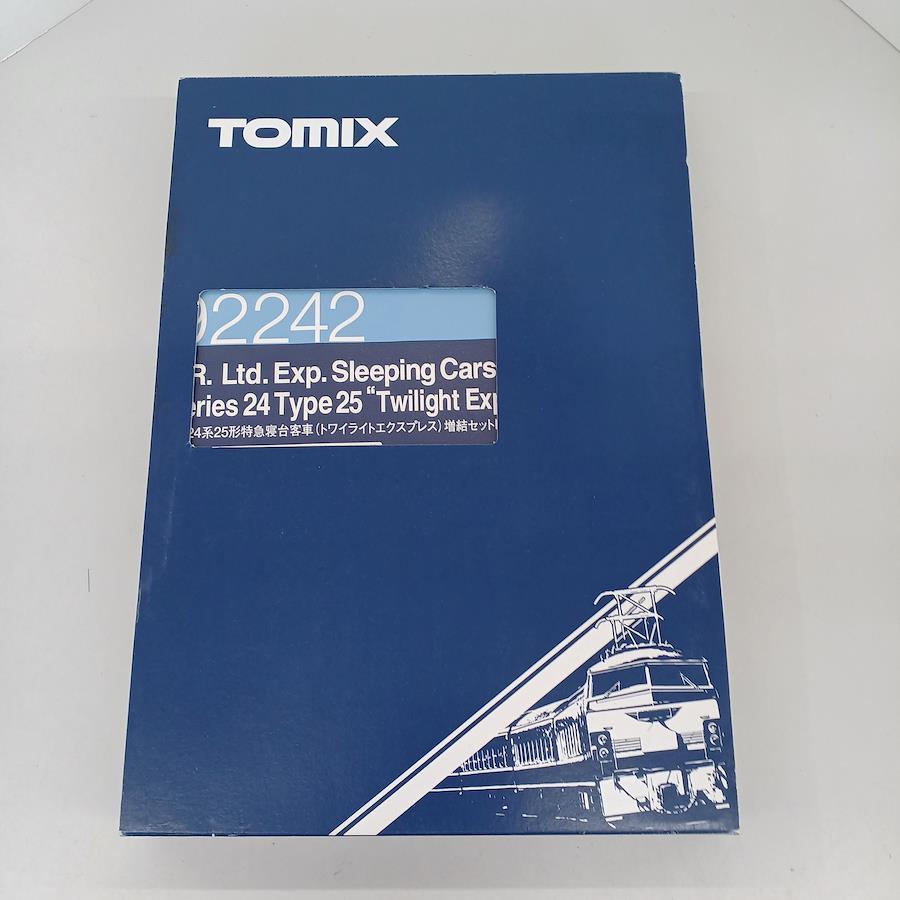 TOMIX
92242
R. Ltd. Exp. Sleeping Cars
eries 24 Type 25 “Twilight Exp
24系25形特急寝台客車(トワイライトエクスプレス)増結セット